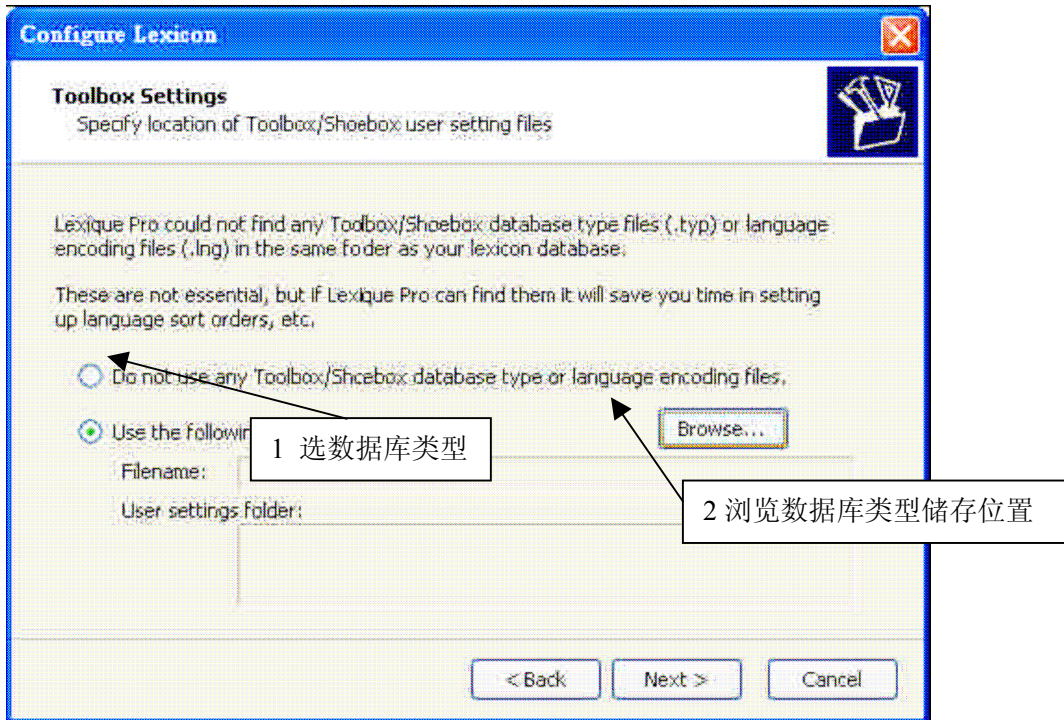 Configure Lexicon
Toolbox Settings
Specify location of Toolbox/Shoebox user setting files
Lexique Pro could not find any Toolbox/Shoebox database type files (.typ) or language
encoding files (.lng) in the same foder as your lexicon database.
These are not essential, but if Lexique Pro can find them it will save you time in setting
up language sort orders, etc.
Do not use any Toolbox/Shoebox database type or language encoding files.
Use the followin
Browse...
1 选数据库类型
Filename:
User settings folder:
2 浏览数据库类型储存位置
< Back
Next >
Cancel